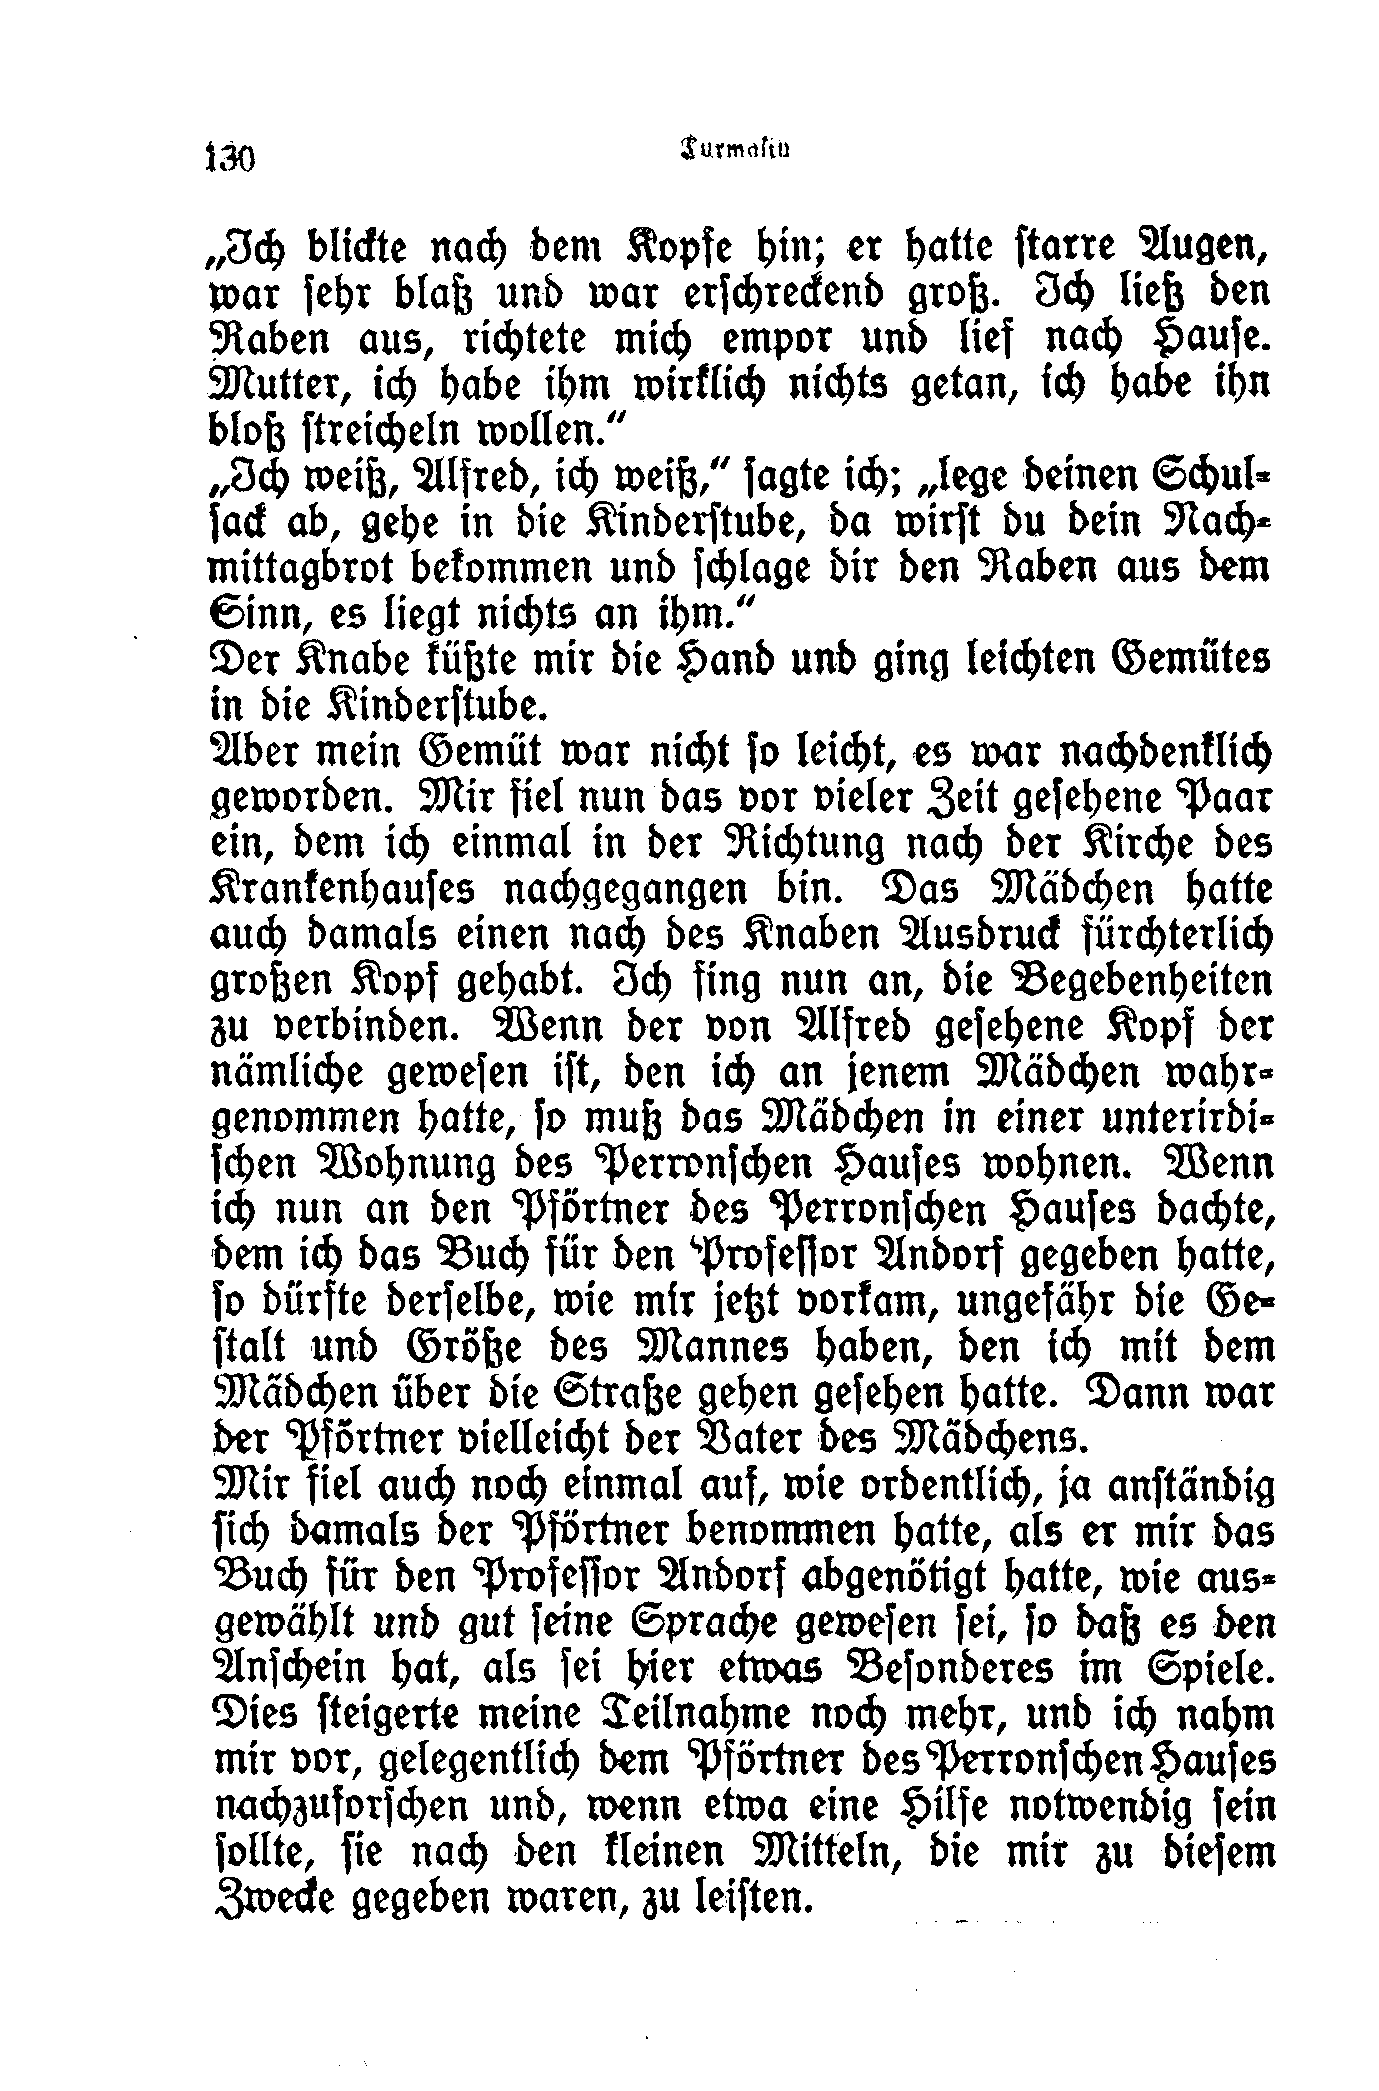 130
Turmalin
„Ich blickte nach dem Kopfe hin; er hatte starre Augen,
war sehr blaß und war erschreckend groß. Ich ließ den
Raben aus, richtete mich empor und lief nach Hause.
Mutter, ich habe ihm wirklich nichts getan, ich habe ihn
bloß streicheln wollen.“
„Ich weiß, Alfred, ich weiß,“ sagte ich; „lege deinen Schul-
sack ab, gehe in die Kinderstube, da wirst du dein Nach-
mittagbrot bekommen und schlage dir den Raben aus dem
Sinn, es liegt nichts an ihm.“
Der Knabe küßte mir die Hand und ging leichten Gemütes
in die Kinderstube.
Aber mein Gemüt war nicht so leicht, es war nachdenklich
geworden. Mir fiel nun das vor vieler Zeit gesehene Paar
ein, dem ich einmal in der Richtung nach der Kirche des
Krankenhauses nachgegangen bin. Das Mädchen hatte
auch damals einen nach des Knaben Ausdruck fürchterlich
großen Kopf gehabt. Ich fing nun an, die Begebenheiten
zu verbinden. Wenn der von Alfred gesehene Kopf der
nämliche gewesen ist, den ich an jenem Mädchen wahr-
genommen hatte, so muß das Mädchen in einer unterirdi-
schen Wohnung des Perronschen Hauses wohnen. Wenn
ich nun an den Pförtner des Perronschen Hauses dachte,
dem ich das Buch für den Professor Andorf gegeben hatte,
so dürfte derselbe, wie mir jetzt vorkam, ungefähr die Ge-
stalt und Größe des Mannes haben, den ich mit dem
Mädchen über die Straße gehen gesehen hatte. Dann war
der Pförtner vielleicht der Vater des Mädchens.
Mir fiel auch noch einmal auf, wie ordentlich, ja anständig
sich damals der Pförtner benommen hatte, als er mir das
Buch für den Professor Andorf abgenötigt hatte, wie aus-
gewählt und gut seine Sprache gewesen sei, so daß es den
Anschein hat, als sei hier etwas Besonderes im Spiele.
Dies steigerte meine Teilnahme noch mehr, und ich nahm
mir vor, gelegentlich dem Pförtner des Perronschen Hauses
nachzuforschen und, wenn etwa eine Hilfe notwendig sein
sollte, sie nach den kleinen Mitteln, die mir zu diesem
Zwecke gegeben waren, zu leisten.